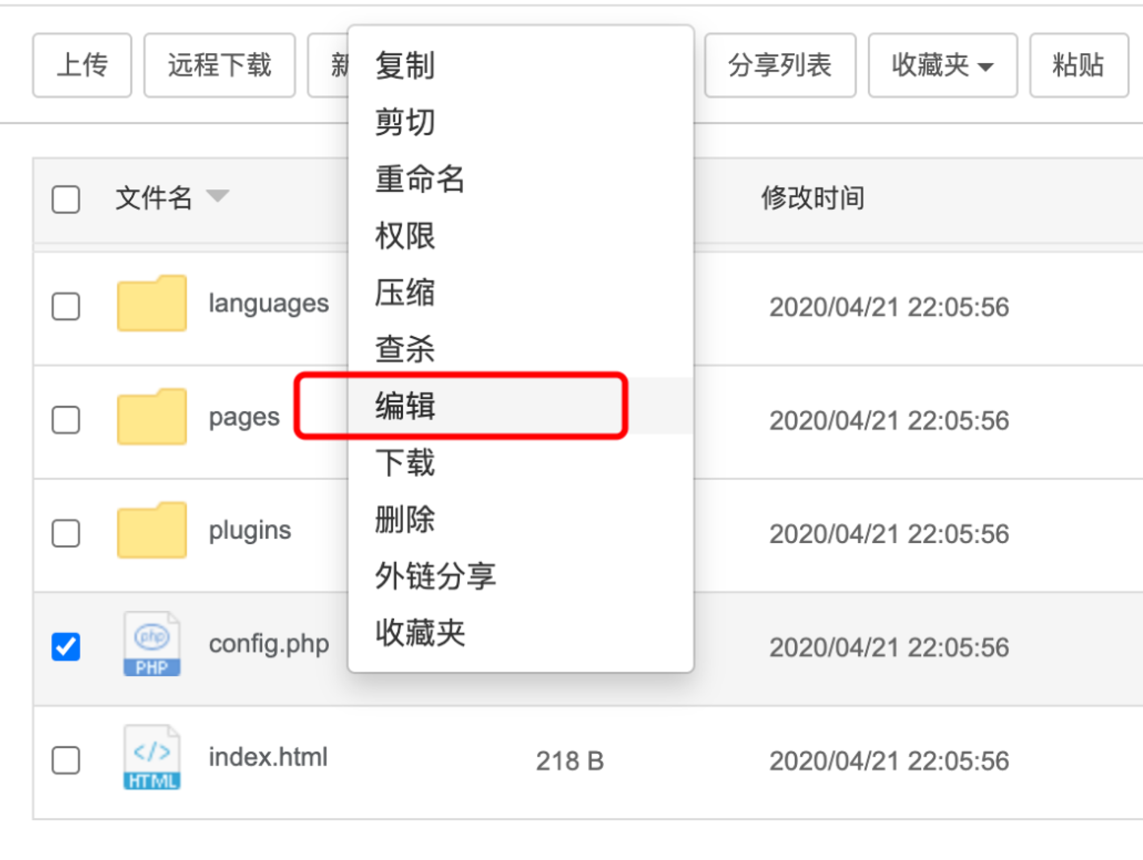 上传 远程下载 新 分享列表 收藏夹 粘贴
复制
剪切
重命名
权限
压缩
查杀
编辑
下载
删除
外链分享
收藏夹
文件名 修改时间
languages 2020/04/21 22:05:56
pages 2020/04/21 22:05:56
plugins 2020/04/21 22:05:56
php
PHP
config.php 2020/04/21 22:05:56
</>
HTML
index.html 218 B 2020/04/21 22:05:56